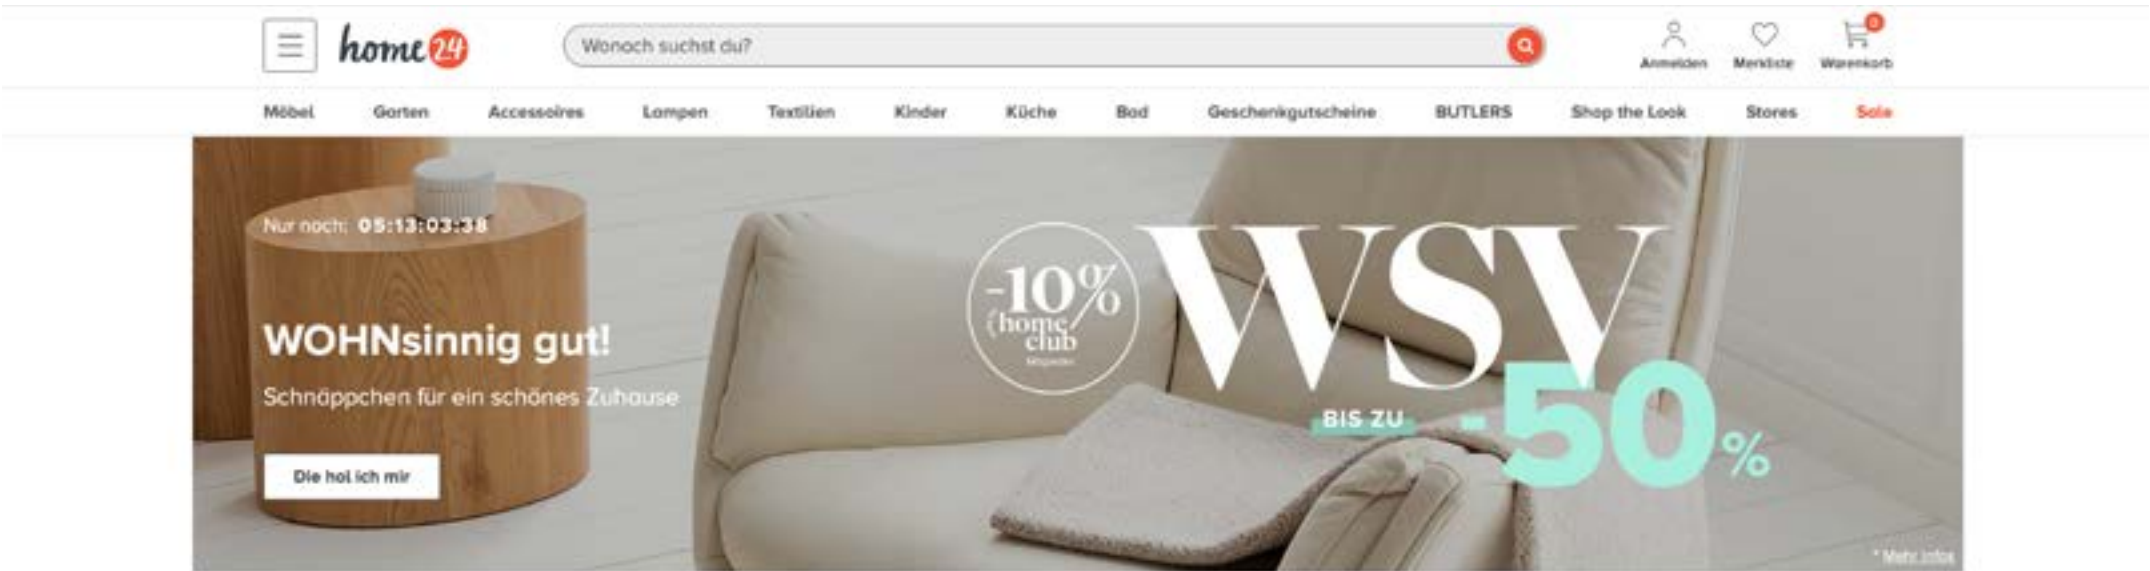 home24
Wonach suchst du?
0
Anmelden Merkliste Warenkorb
Möbel Garten Accessoires Lampen Textilien Kinder Küche Bad Geschenkgutscheine BUTLERS Shop the Look Stores Sale
Nur noch: 05:13:03:38
WOHNsinnig gut!
Schnäppchen für ein schönes Zuhause
Die hol ich mir
-10%
home
club
WSV
BIS ZU -50%
* Mehr Infos